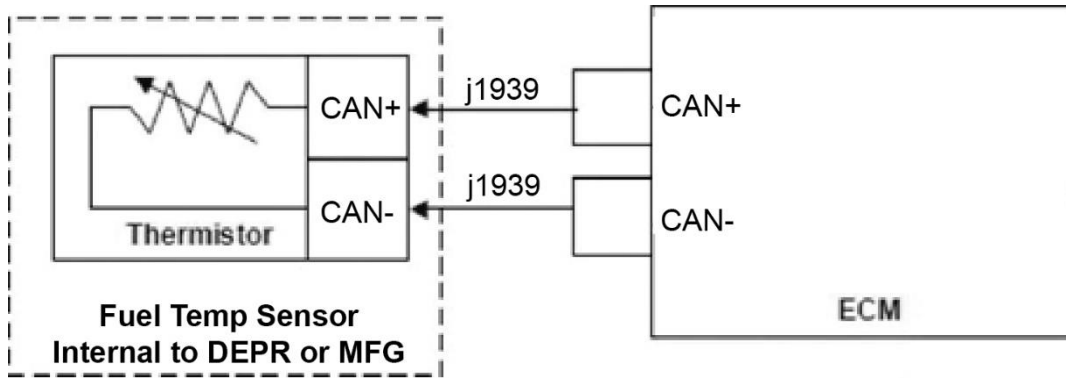 j1939
CAN+
CAN+
j1939
CAN-
CAN-
Thermistor
Fuel Temp Sensor
Internal to DEPR or MFG
ECM